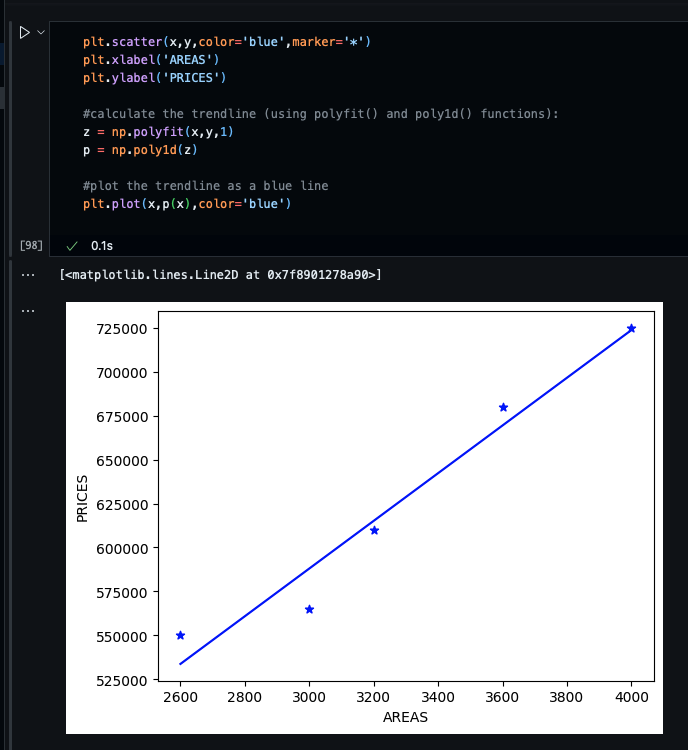 plt.scatter(x,y,color='blue',marker='*')
plt.xlabel('AREAS')
plt.ylabel('PRICES')
#calculate the trendline (using polyfit() and poly1d() functions):
z = np.polyfit(x,y,1)
p = np.poly1d(z)
#plot the trendline as a blue line
plt.plot(x,p(x),color='blue')
[98]
0.1s
[<matplotlib.lines.Line2D at 0x7f8901278a90>]
725000
700000
675000
650000
625000
600000
575000
550000
525000
PRICES
2600 2800 3000 3200 3400 3600 3800 4000
AREAS